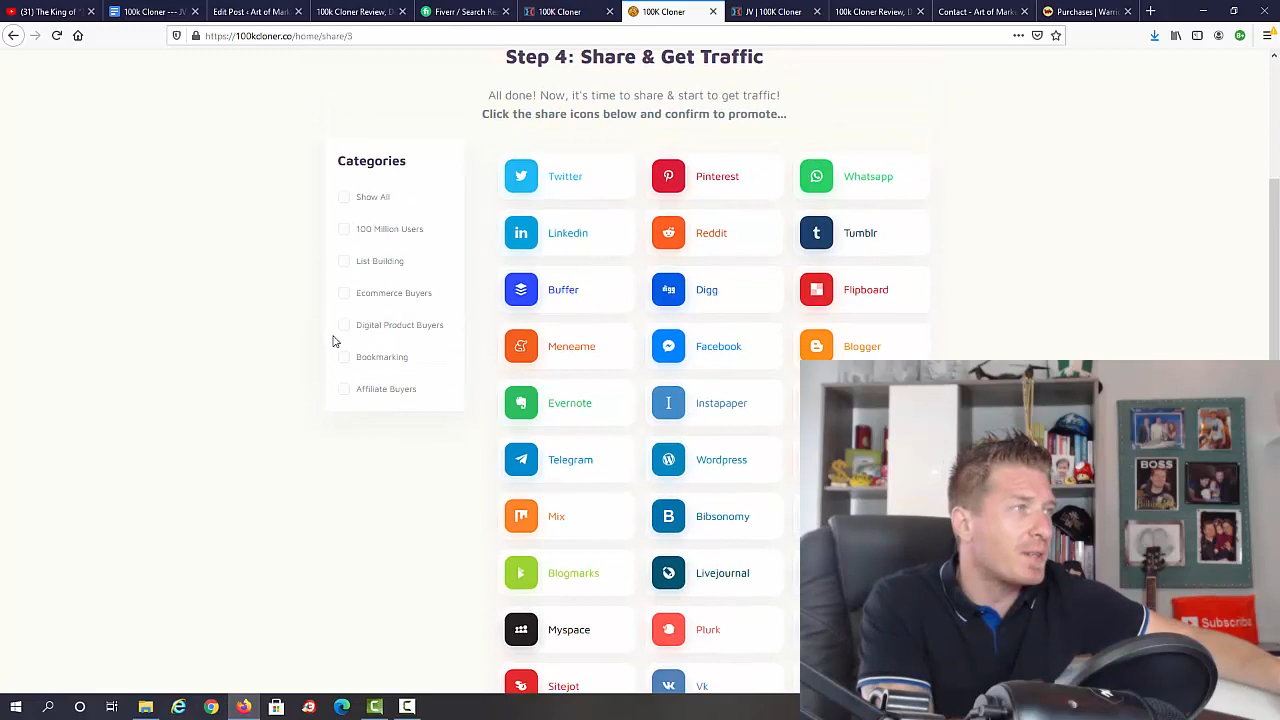 (31) The King of "
100K Cloner --- JV
Edit Post ‹ Art of Mark
100K Cloner Review, D
Fiverr / Search Re
100K Cloner
100K Cloner
JV | 100K Cloner
100K Cloner Review, D
Contact - Art of Marke
Purchases | Warri
https://100kcloner.co/home/share/3
Step 4: Share & Get Traffic
All done! Now, it's time to share & start to get traffic!
Click the share icons below and confirm to promote...
Categories
Show All
100 Million Users
List Building
Ecommerce Buyers
Digital Product Buyers
Bookmarking
Affiliate Buyers
Twitter
Pinterest
Whatsapp
Linkedin
Reddit
Tumblr
Buffer
Digg
Flipboard
Meneame
Facebook
Blogger
Evernote
Instapaper
Telegram
Wordpress
Mix
Bibsonomy
Blogmarks
Livejournal
Myspace
Plurk
Sitejot
Vk
BOSS
Subscribe